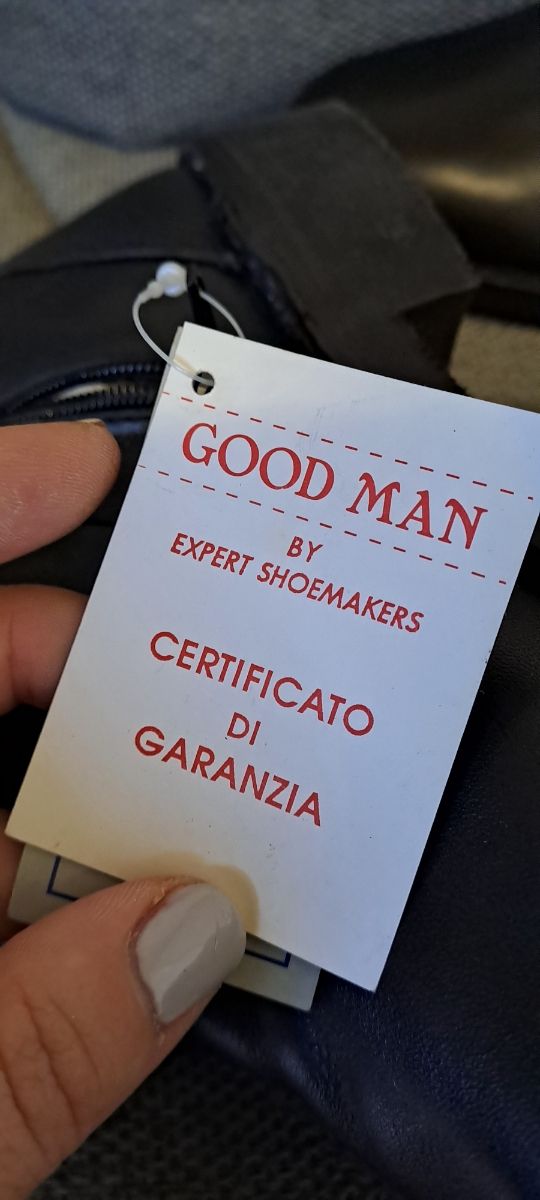 GOOD MAN
BY
EXPERT SHOEMAKERS
CERTIFICATO
DI
GARANZIA